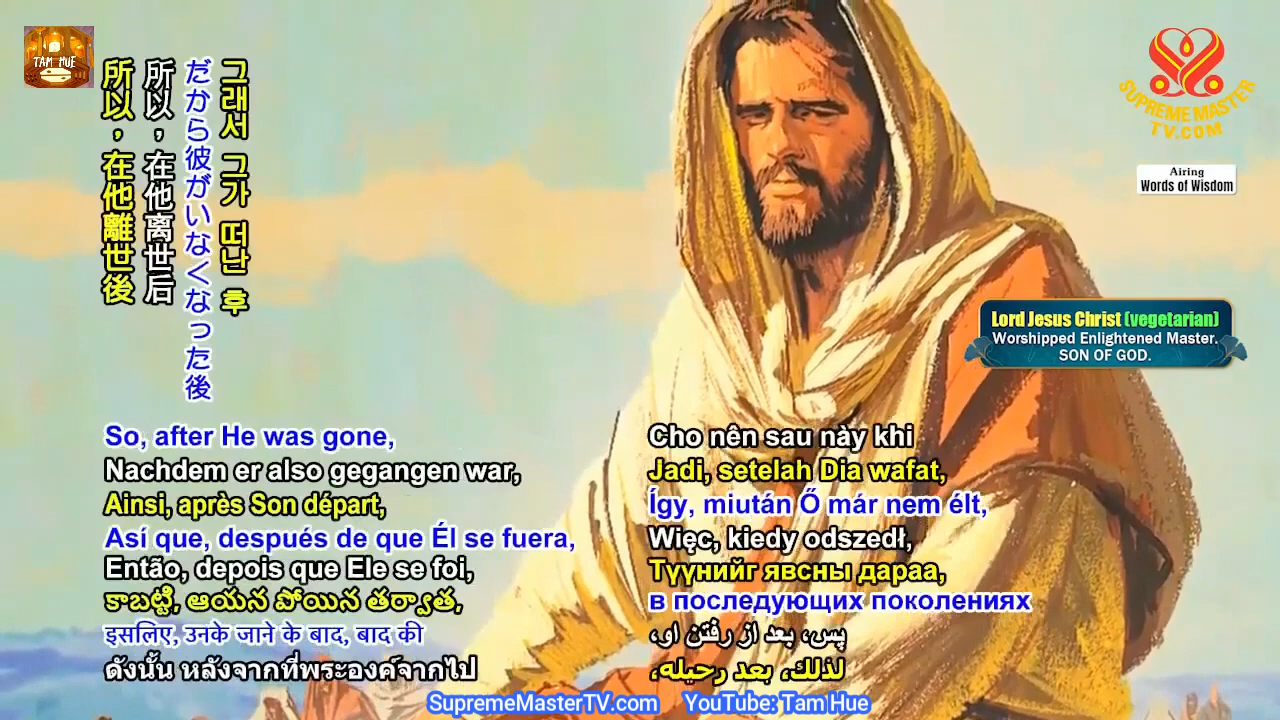 TAM HUE
SUPREME MASTER
TV.COM
Airing
Words of Wisdom
그래서 그가 떠난 후
だから彼がいなくなった後
所以，在他离世后
所以，在他離世後
Lord Jesus Christ (vegetarian)
Worshipped Enlightened Master.
SON OF GOD.
So, after He was gone,
Nachdem er also gegangen war,
Ainsi, après Son départ,
Así que, después de que Él se fuera,
Então, depois que Ele se foi,
కాబట్టి, ఆయన పోయిన తర్వాత,
इसलिए, उनके जाने के बाद, बाद की
ดังนั้น หลังจากที่พระองค์จากไป
Cho nên sau này khi
Jadi, setelah Dia wafat,
Így, miután Ő már nem élt,
Więc, kiedy odszedł,
Түүнийг явсны дараа,
в последующих поколениях
پس، بعد از رفتن او،
لذلك، بعد رحيله،
SupremeMasterTV.com YouTube: Tam Hue